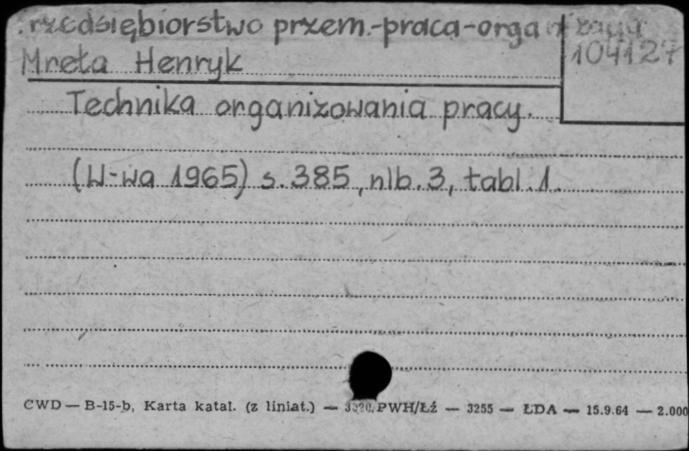 rzedsiębiorstwo przem.-praca-organizacja
104127
Mreła Henryk
Technika organizowania pracy.
(W-wa 1965) s. 385, nlb. 3, tabl. 1.
CWD — B-15-b, Karta katal. (z liniat.) — PWH/Łź — 3255 — ŁDA — 15.9.64 — 2.000